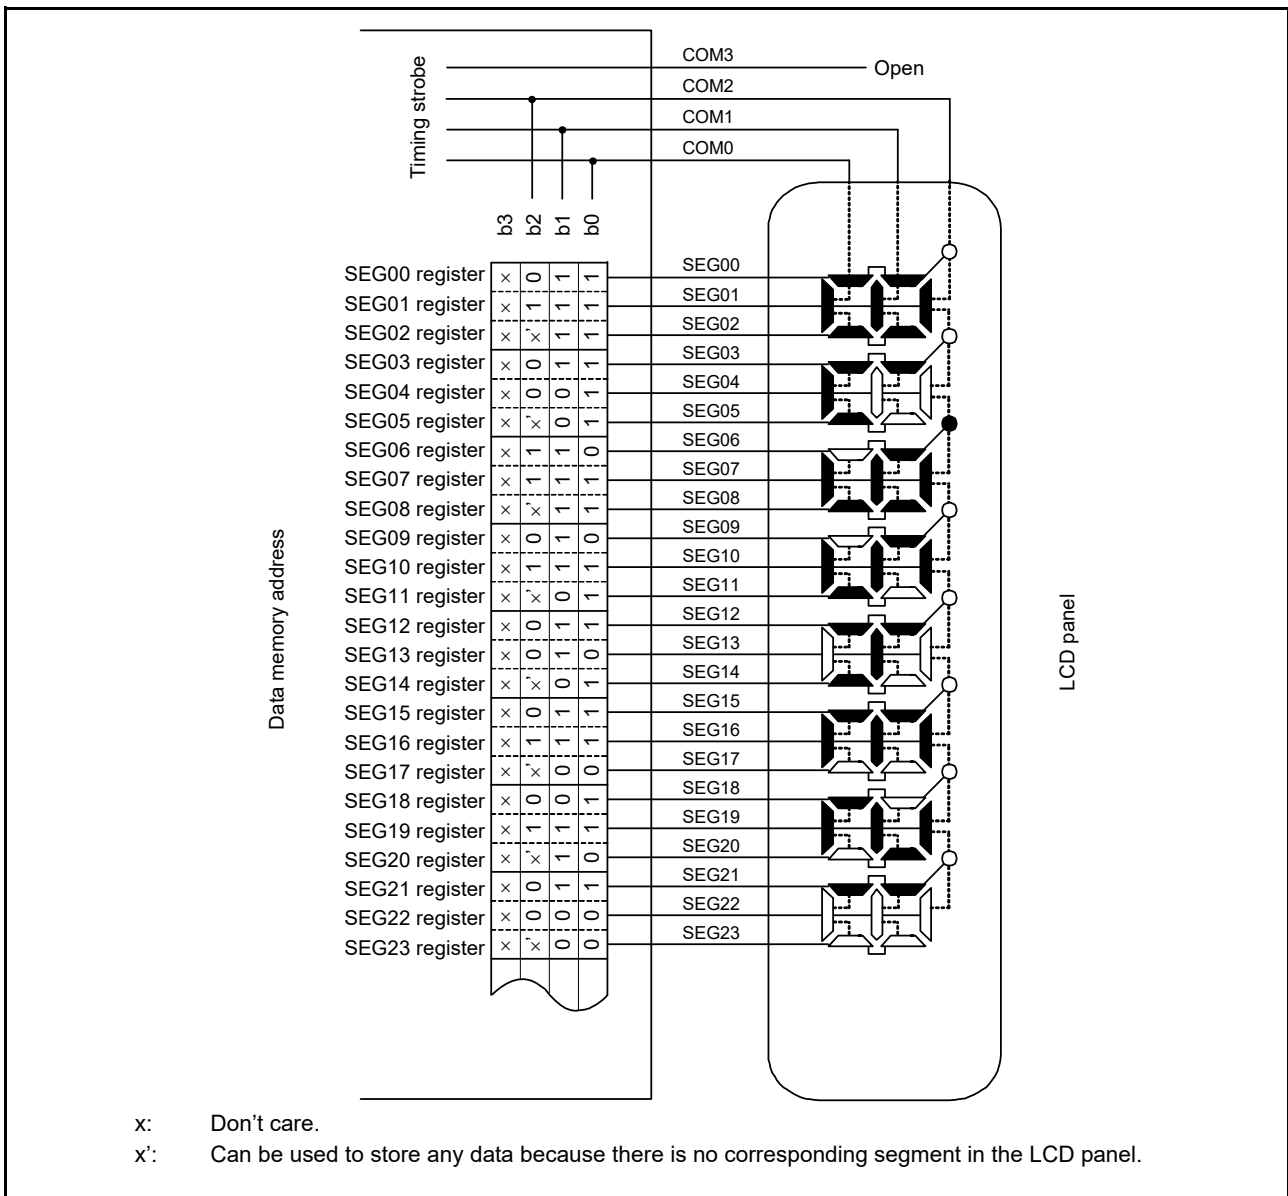 COM3
Open
COM2
COM1
COM0
Timing strobe
b3 b2 b1 b0
SEG00 register × 0 1 1 SEG00
SEG01 register × 1 1 1 SEG01
SEG02 register × ×' 1 1 SEG02
SEG03 register × 0 1 1 SEG03
SEG04 register × 0 0 1 SEG04
SEG05 register × ×' 0 1 SEG05
SEG06 register × 1 1 0 SEG06
SEG07 register × 1 1 1 SEG07
SEG08 register × ×' 1 1 SEG08
SEG09 register × 0 1 0 SEG09
SEG10 register × 1 1 1 SEG10
SEG11 register × ×' 0 1 SEG11
SEG12 register × 0 1 1 SEG12
SEG13 register × 0 1 0 SEG13
SEG14 register × ×' 0 1 SEG14
SEG15 register × 0 1 1 SEG15
SEG16 register × 1 1 1 SEG16
SEG17 register × ×' 0 0 SEG17
SEG18 register × 0 0 1 SEG18
SEG19 register × 1 1 1 SEG19
SEG20 register × ×' 1 0 SEG20
SEG21 register × 0 1 1 SEG21
SEG22 register × 0 0 0 SEG22
SEG23 register × ×' 0 0 SEG23
Data memory address
LCD panel
x: Don’t care.
x’: Can be used to store any data because there is no corresponding segment in the LCD panel.